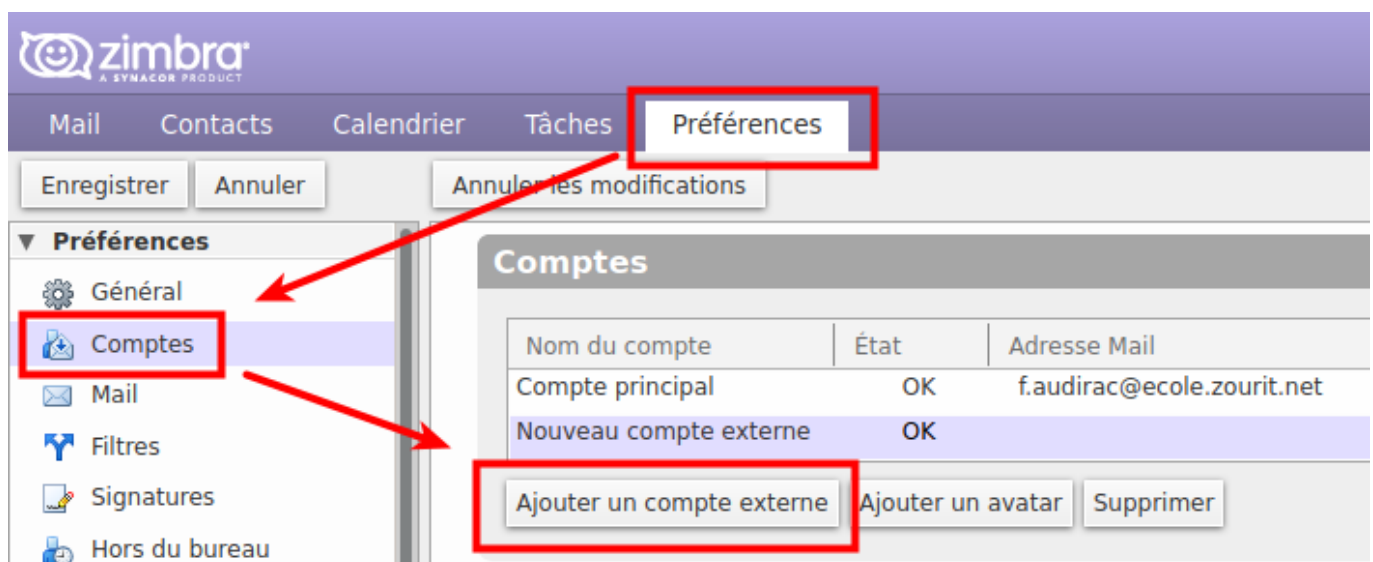 zimbra
A SYNACOR PRODUCT
Mail Contacts Calendrier Tâches Préférences
Enregistrer Annuler Annuler les modifications
Préférences
Général
Comptes
Mail
Filtres
Signatures
Hors du bureau
Comptes
Nom du compte État Adresse Mail
Compte principal OK f.audirac@ecole.zourit.net
Nouveau compte externe OK
Ajouter un compte externe Ajouter un avatar Supprimer